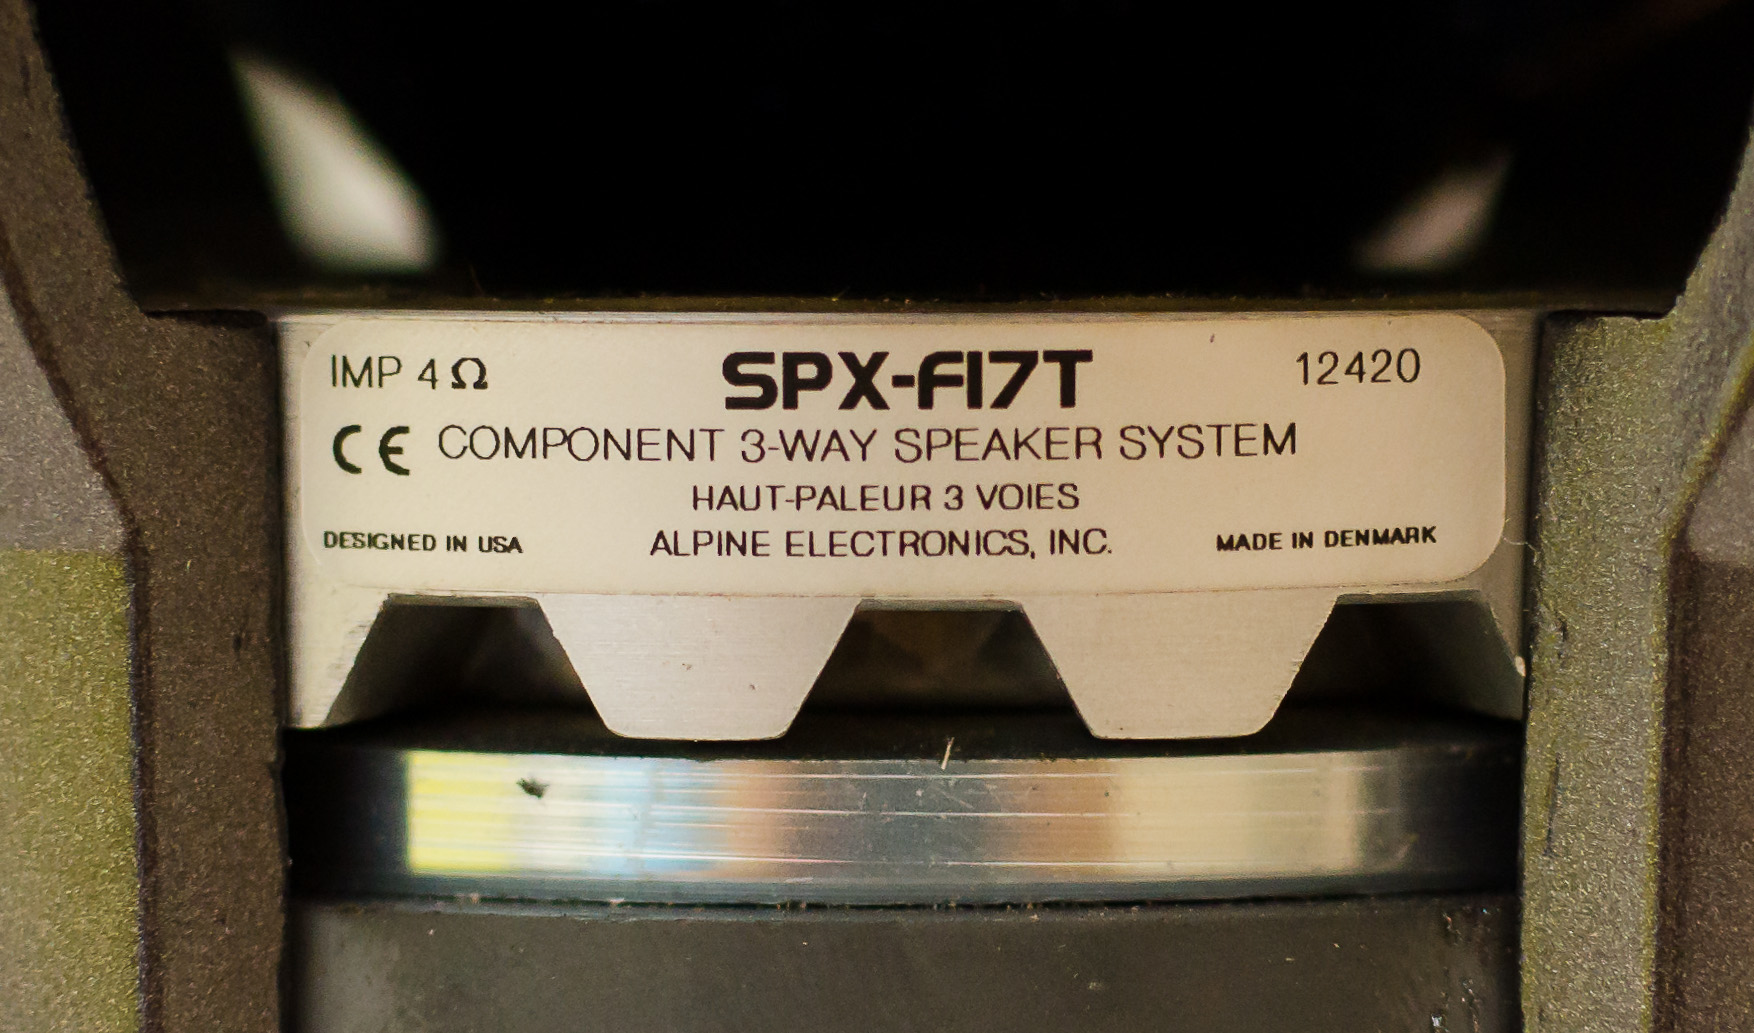 IMP 4 Ω SPX-F17T 12420
CE COMPONENT 3-WAY SPEAKER SYSTEM
HAUT-PALEUR 3 VOIES
DESIGNED IN USA ALPINE ELECTRONICS, INC. MADE IN DENMARK